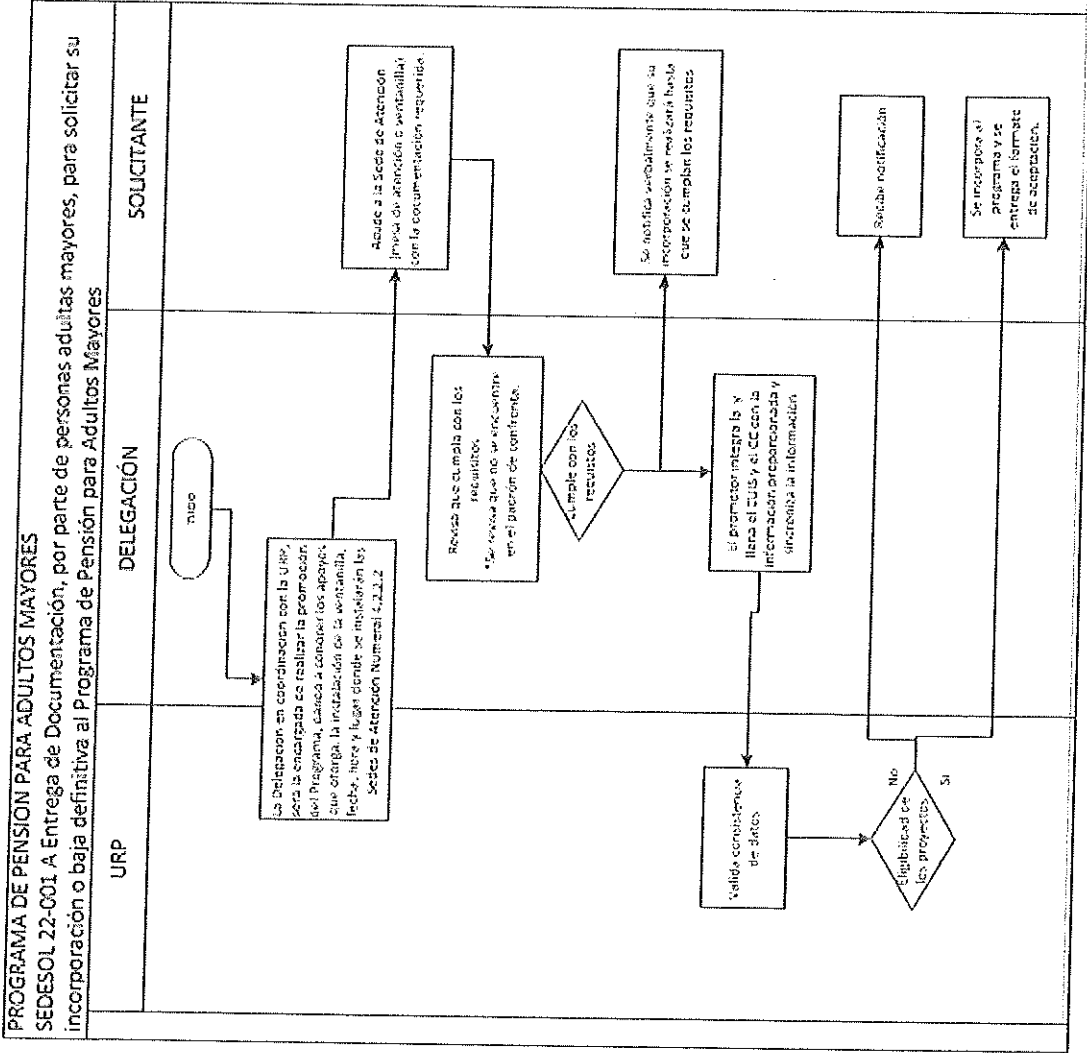 PROGRAMA DE PENSION PARA ADULTOS MAYORES
SEDESOL 22-001 A Entrega de Documentación, por parte de personas adultas mayores, para solicitar su
incorporación o baja definitiva al Programa de Pensión para Adultos Mayores
URP
DELEGACIÓN
SOLICITANTE
La Delegación en coordinación con la URP,
será la encargada de realizar la promoción
del Programa, dando a conocer los apoyos
que otorga, la instalación de la ventanilla,
fecha, hora y lugar donde se instalarán las
Sedes de Atención Numeral 4.2.1.2
Acude a la Sede de Atención
(mesa de atención o ventanilla)
con la documentación requerida.
Revisa que cumpla con los
requisitos
*Se revisa que no se encuentre
en el padrón de confronta.
cumple con los
requistos
Se notifica verbalmente que su
incorporación se realizará hasta
que se cumplan los requisitos
El promotor integra la y
llena el CUIS y el CC con la
información proporcionada y
sincroniza la información
Valida consistencia
de datos
Eligibilidad de
los proyectos
No
Si
Recibe notificación
Se incorpora al
programa y se
entrega el formato
de aceptación.